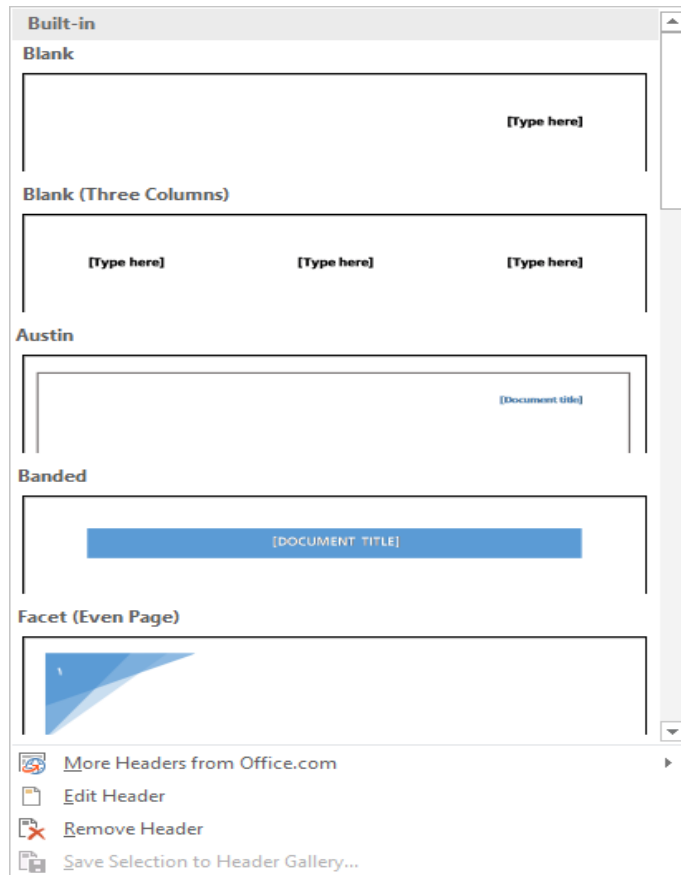 Built-in
Blank
[Type here]
Blank (Three Columns)
[Type here] [Type here] [Type here]
Austin
[Document title]
Banded
[DOCUMENT TITLE]
Facet (Even Page)
1
More Headers from Office.com
Edit Header
Remove Header
Save Selection to Header Gallery...